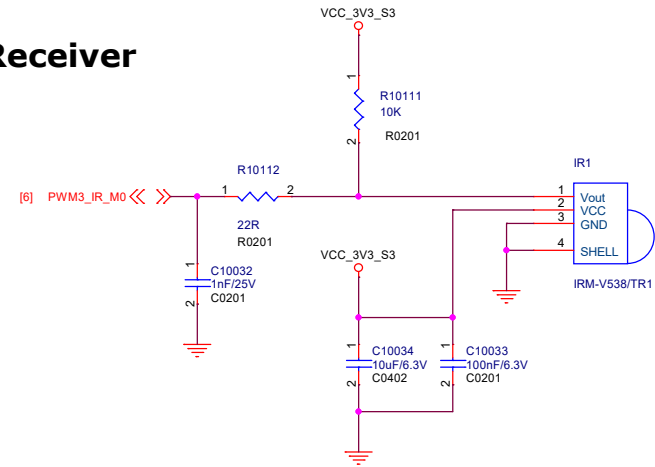 VCC_3V3_S3
Receiver
1
R10111
10K
R0201
2
R10112
IR1
[6] PWM3_IR_M0
1
2
22R
R0201
1
2
3
4
Vout
VCC
GND
SHELL
IRM-V538/TR1
VCC_3V3_S3
1
C10032
1nF/25V
C0201
2
1
C10034
10uF/6.3V
C0402
2
1
C10033
100nF/6.3V
C0201
2